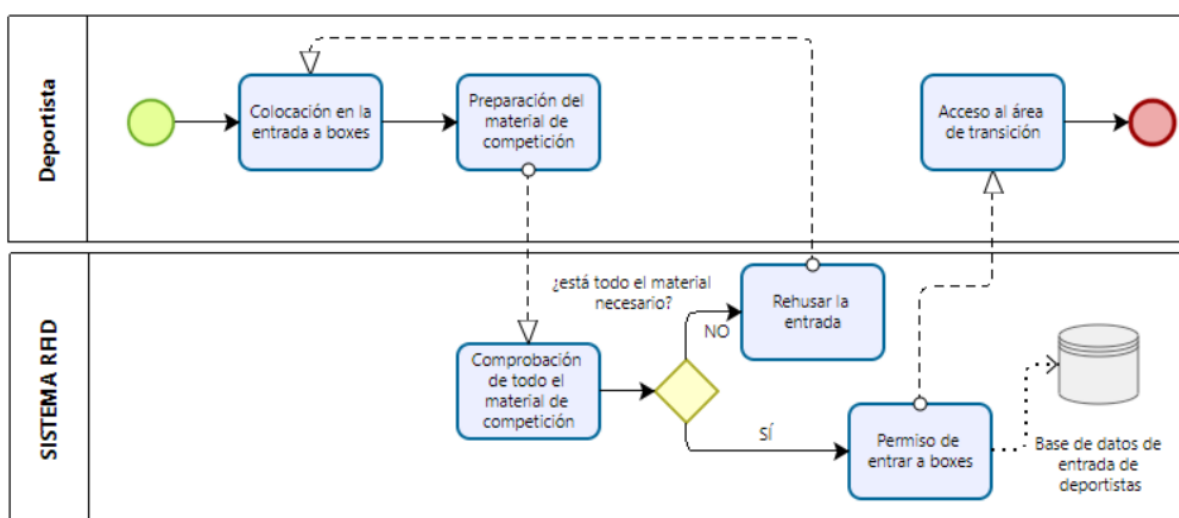 Deportista
Colocación en la
entrada a boxes
Preparación del
material de
competición
Acceso al área
de transición
SISTEMA RFID
¿está todo el material
necesario?
NO
Rehusar la
entrada
Comprobación
de todo el
material de
competición
SÍ
Permiso de
entrar a boxes
Base de datos de
entrada de
deportistas